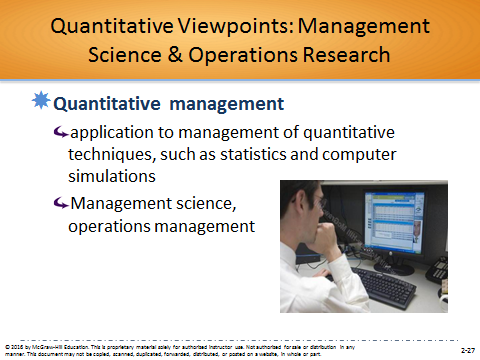 Quantitative Viewpoints: Management
Science & Operations Research
Quantitative management
application to management of quantitative
techniques, such as statistics and computer
simulations
Management science,
operations management
© 2016 by McGraw-Hill Education. This is proprietary material solely for authorized instructor use. Not authorized for sale or distribution in any
manner. This document may not be copied, scanned, duplicated, forwarded, distributed, or posted on a website, in whole or part.
2-27